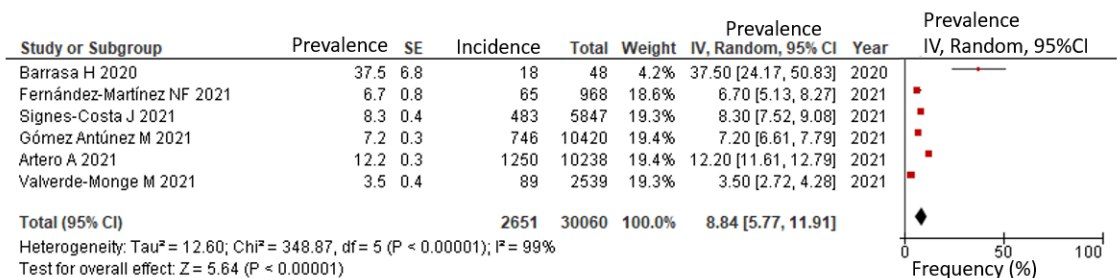 Prevalence Prevalence
Study or Subgroup Prevalence SE Incidence Total Weight IV, Random, 95% CI Year IV, Random, 95%CI
Barrasa H 2020 37.5 6.8 18 48 4.2% 37.50 [24.17, 50.83] 2020
Fernández-Martínez NF 2021 6.7 0.8 65 968 18.6% 6.70 [5.13, 8.27] 2021
Signes-Costa J 2021 8.3 0.4 483 5847 19.3% 8.30 [7.52, 9.08] 2021
Gómez Antúnez M 2021 7.2 0.3 746 10420 19.4% 7.20 [6.61, 7.79] 2021
Artero A 2021 12.2 0.3 1250 10238 19.4% 12.20 [11.61, 12.79] 2021
Valverde-Monge M 2021 3.5 0.4 89 2539 19.3% 3.50 [2.72, 4.28] 2021
Total (95% CI) 2651 30060 100.0% 8.84 [5.77, 11.91]
Heterogeneity: Tau² = 12.60; Chi² = 348.87, df = 5 (P < 0.00001); I² = 99%
Test for overall effect: Z = 5.64 (P < 0.00001)
0 50 100
Frequency (%)